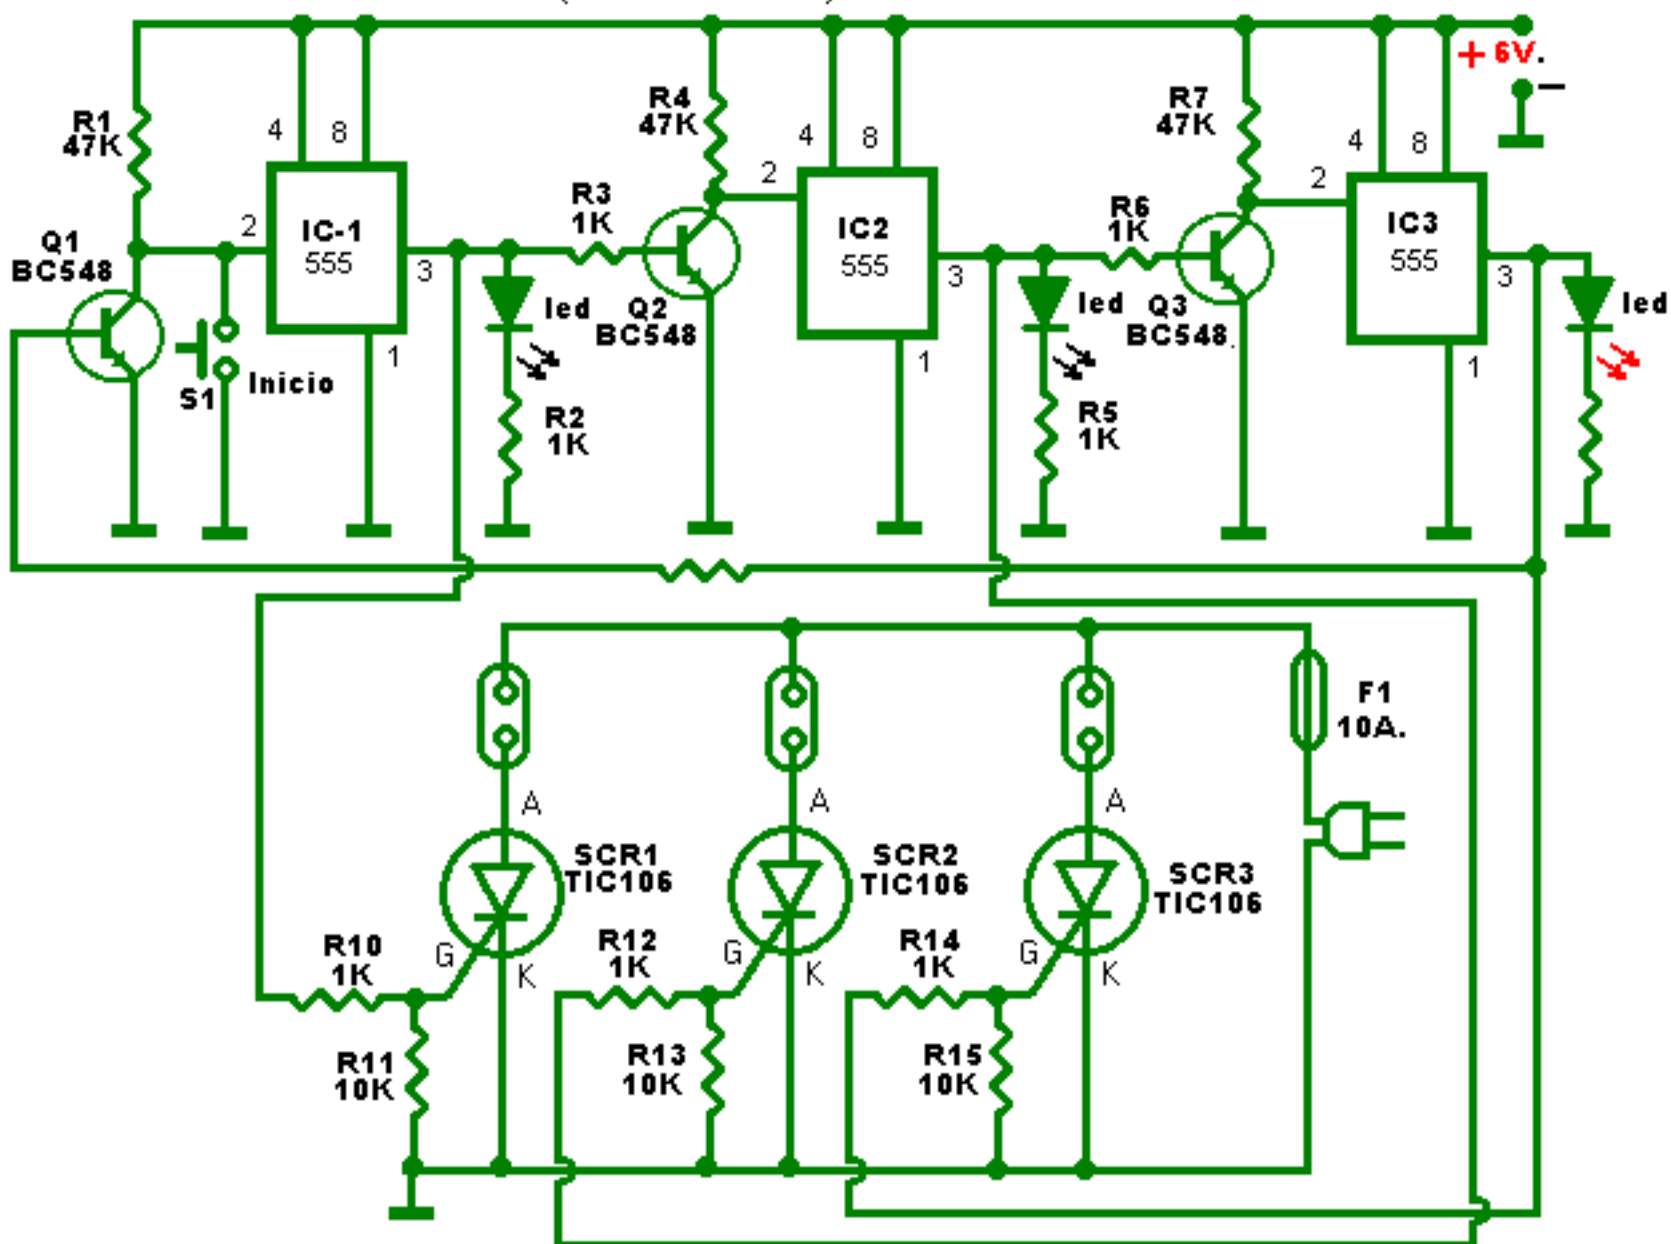 + 6V.
–
R1
47K
4
8
R4
47K
4
8
R7
47K
4
8
2
IC-1
555
3
R3
1K
2
IC2
555
3
R6
1K
2
IC3
555
3
Q1
BC548
led
Q2
BC548
led
Q3
BC548.
led
S1
Inicio
1
1
1
R2
1K
R5
1K
F1
10A.
A
A
A
SCR1
TIC106
SCR2
TIC106
SCR3
TIC106
R10
1K
G
K
R12
1K
G
K
R14
1K
G
K
R11
10K
R13
10K
R15
10K